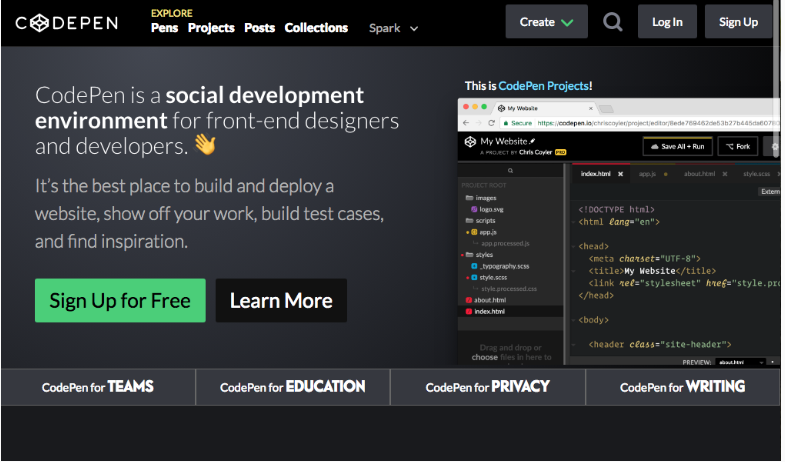 CODEPEN
EXPLORE
Pens Projects Posts Collections Spark
Create
Log In
Sign Up
CodePen is a social development
environment for front-end designers
and developers. 👋
It's the best place to build and deploy a
website, show off your work, build test cases,
and find inspiration.
Sign Up for Free
Learn More
This is CodePen Projects!
My Website
Secure
My Website
A PROJECT BY Chris Coyier PRO
Save All + Run
Fork
PROJECT ROOT
images
logo.svg
scripts
app.js
app.processed.js
styles
_typography.scss
style.scss
style.processed.css
about.html
index.html
Drag and drop or
choose files in here to
index.html
app.js
about.html
style.scss
Extern
<!DOCTYPE html>
<html lang="en">
<head>
<meta charset="UTF-8">
<title>My Website</title>
<link rel="stylesheet" href="style.pro
</head>
<body>
<header class="site-header">
PREVIEW: about.html
CodePen for TEAMS
CodePen for EDUCATION
CodePen for PRIVACY
CodePen for WRITING